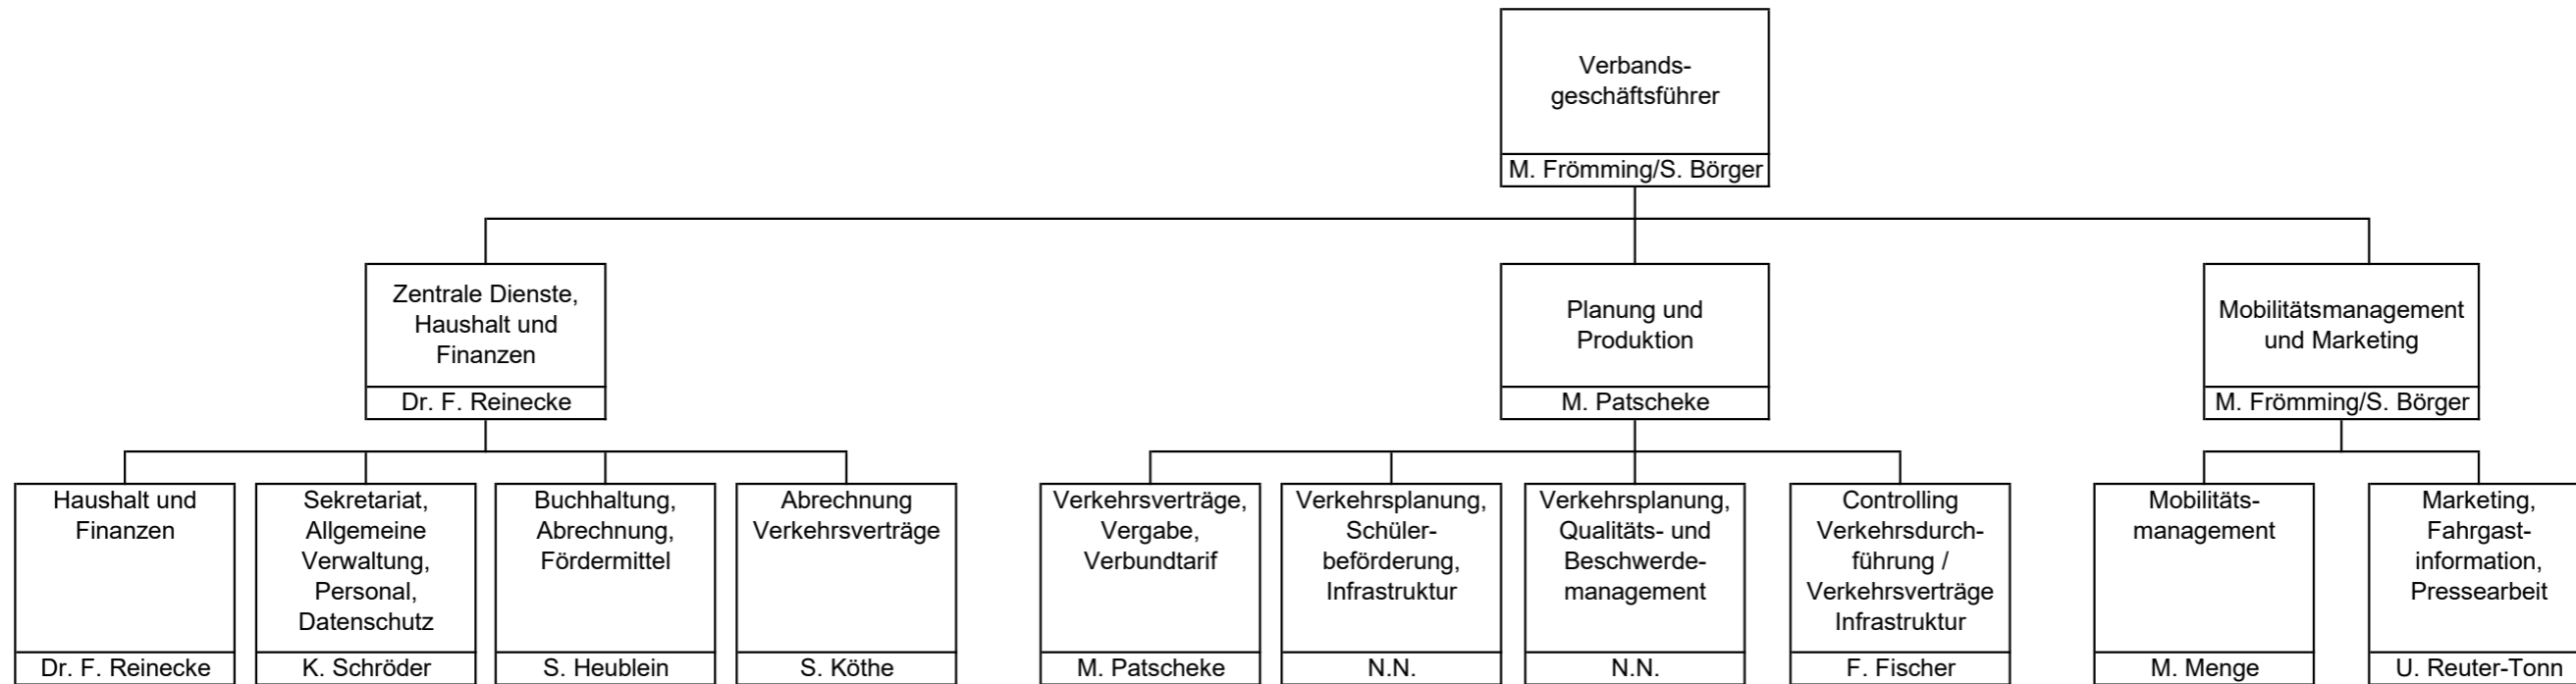 Verbands-
geschäftsführer
M. Frömming/S. Börger
Zentrale Dienste,
Haushalt und
Finanzen
Dr. F. Reinecke
Planung und
Produktion
M. Patscheke
Mobilitätsmanagement
und Marketing
M. Frömming/S. Börger
Haushalt und
Finanzen
Dr. F. Reinecke
Sekretariat,
Allgemeine
Verwaltung,
Personal,
Datenschutz
K. Schröder
Buchhaltung,
Abrechnung,
Fördermittel
S. Heublein
Abrechnung
Verkehrsverträge
S. Köthe
Verkehrsverträge,
Vergabe,
Verbundtarif
M. Patscheke
Verkehrsplanung,
Schüler-
beförderung,
Infrastruktur
N.N.
Verkehrsplanung,
Qualitäts- und
Beschwerde-
management
N.N.
Controlling
Verkehrsdurch-
führung /
Verkehrsverträge
Infrastruktur
F. Fischer
Mobilitäts-
management
M. Menge
Marketing,
Fahrgast-
information,
Pressearbeit
U. Reuter-Tonn